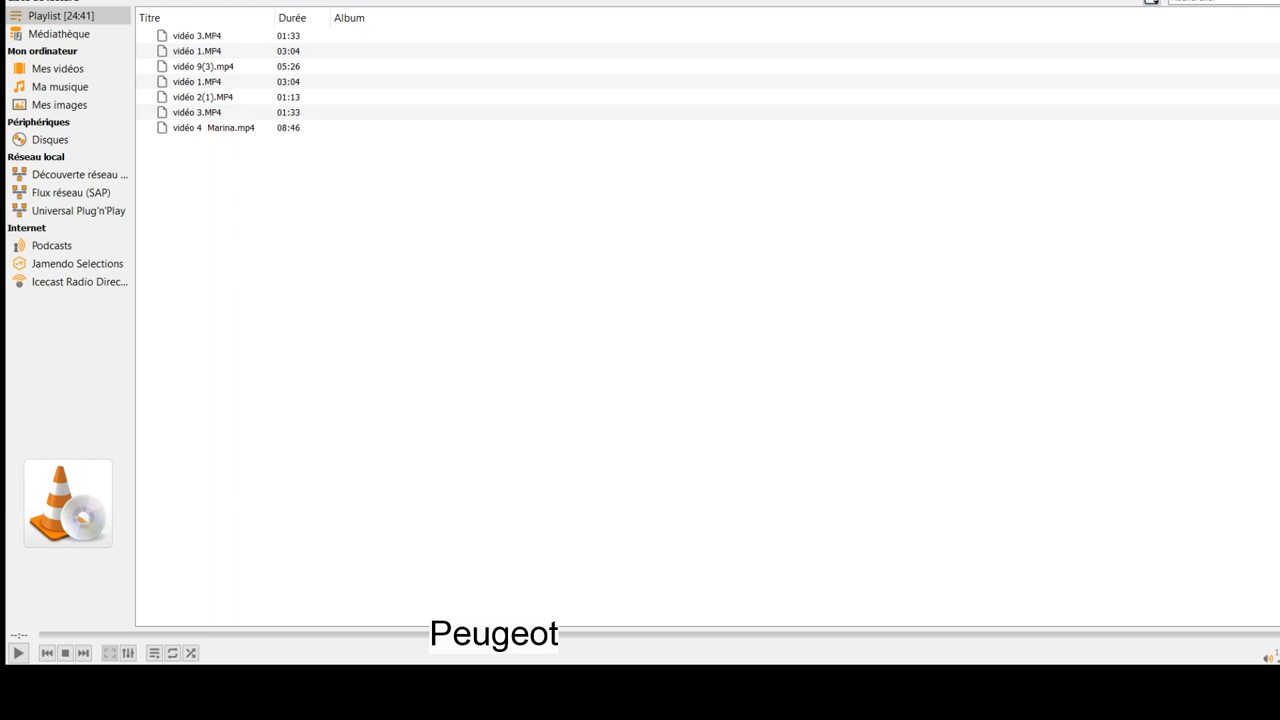 Playlist [24:41]
Médiathèque
Mon ordinateur
Mes vidéos
Ma musique
Mes images
Périphériques
Disques
Réseau local
Découverte réseau ...
Flux réseau (SAP)
Universal Plug'n'Play
Internet
Podcasts
Jamendo Selections
Icecast Radio Direc...
Titre Durée Album
vidéo 3.MP4 01:33
vidéo 1.MP4 03:04
vidéo 9(3).mp4 05:26
vidéo 1.MP4 03:04
vidéo 2(1).MP4 01:13
vidéo 3.MP4 01:33
vidéo 4 Marina.mp4 08:46
Peugeot
--:--